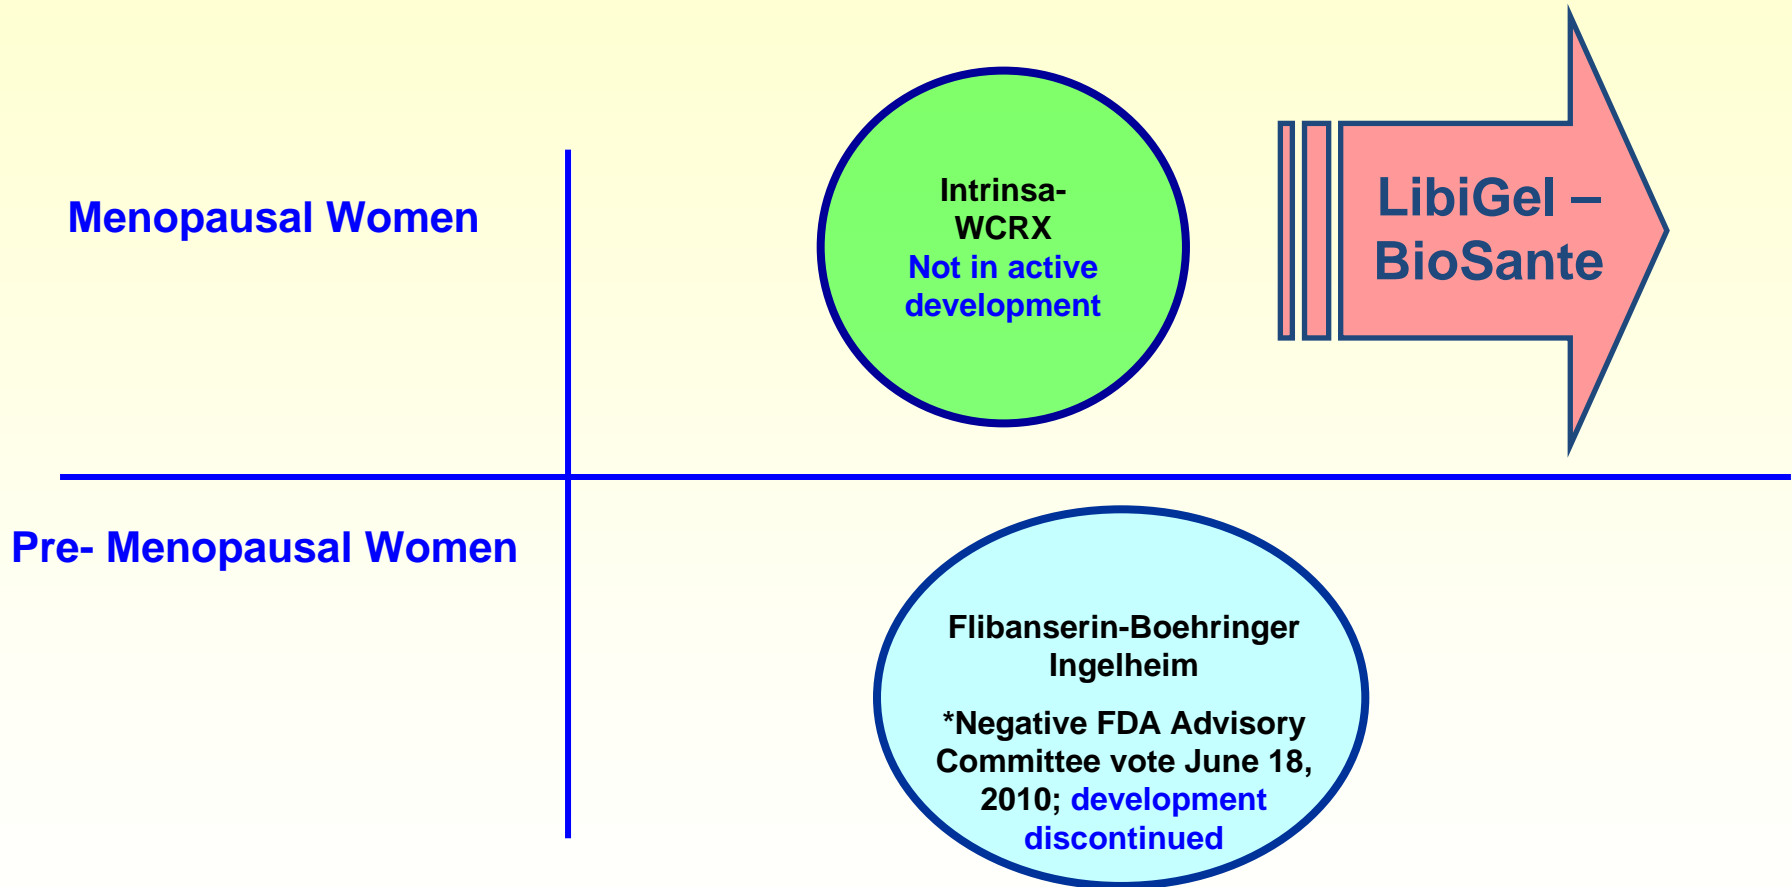 Menopausal Women
Intrinsa-
WCRX
Not in active
development
LibiGel –
BioSante
Pre- Menopausal Women
Flibanserin-Boehringer
Ingelheim
*Negative FDA Advisory
Committee vote June 18,
2010; development
discontinued